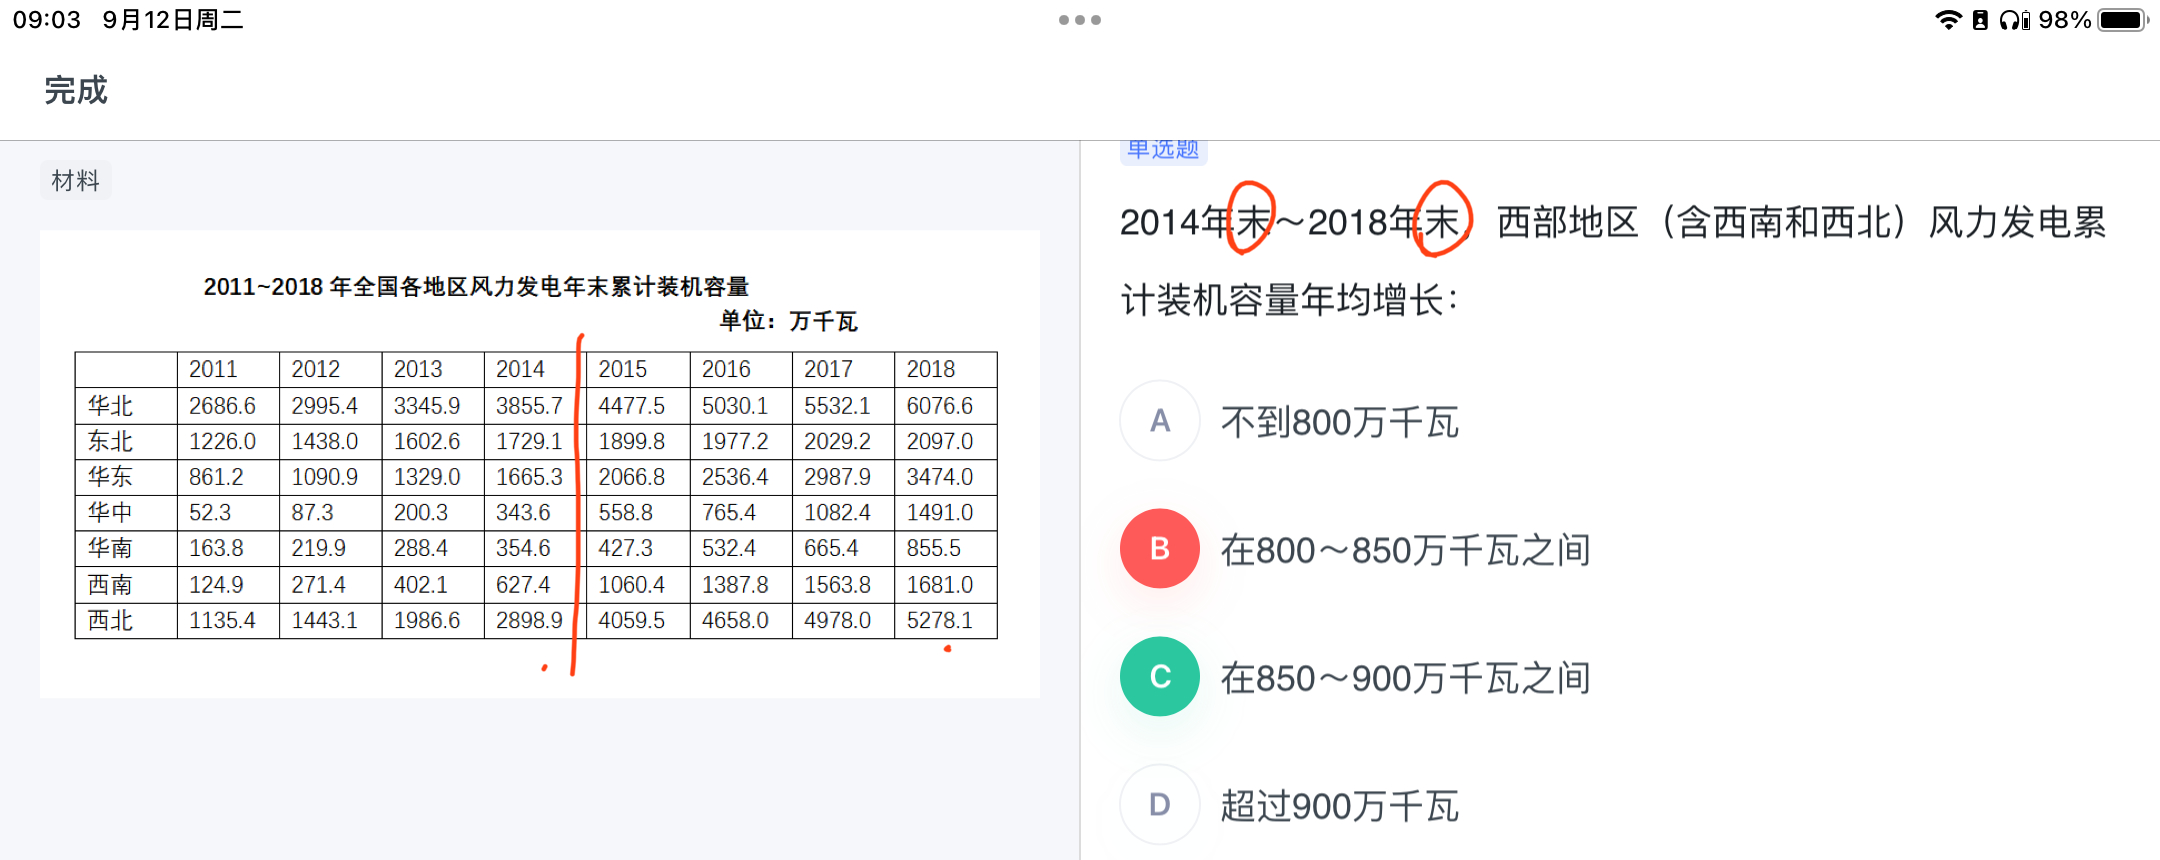 09:03 9月12日周二
98%
完成
材料
2011~2018 年全国各地区风力发电年末累计装机容量
单位：万千瓦
2011 2012 2013 2014 2015 2016 2017 2018
华北 2686.6 2995.4 3345.9 3855.7 4477.5 5030.1 5532.1 6076.6
东北 1226.0 1438.0 1602.6 1729.1 1899.8 1977.2 2029.2 2097.0
华东 861.2 1090.9 1329.0 1665.3 2066.8 2536.4 2987.9 3474.0
华中 52.3 87.3 200.3 343.6 558.8 765.4 1082.4 1491.0
华南 163.8 219.9 288.4 354.6 427.3 532.4 665.4 855.5
西南 124.9 271.4 402.1 627.4 1060.4 1387.8 1563.8 1681.0
西北 1135.4 1443.1 1986.6 2898.9 4059.5 4658.0 4978.0 5278.1
单选题
2014年末～2018年末，西部地区（含西南和西北）风力发电累
计装机容量年均增长：
A 不到800万千瓦
B 在800～850万千瓦之间
C 在850～900万千瓦之间
D 超过900万千瓦